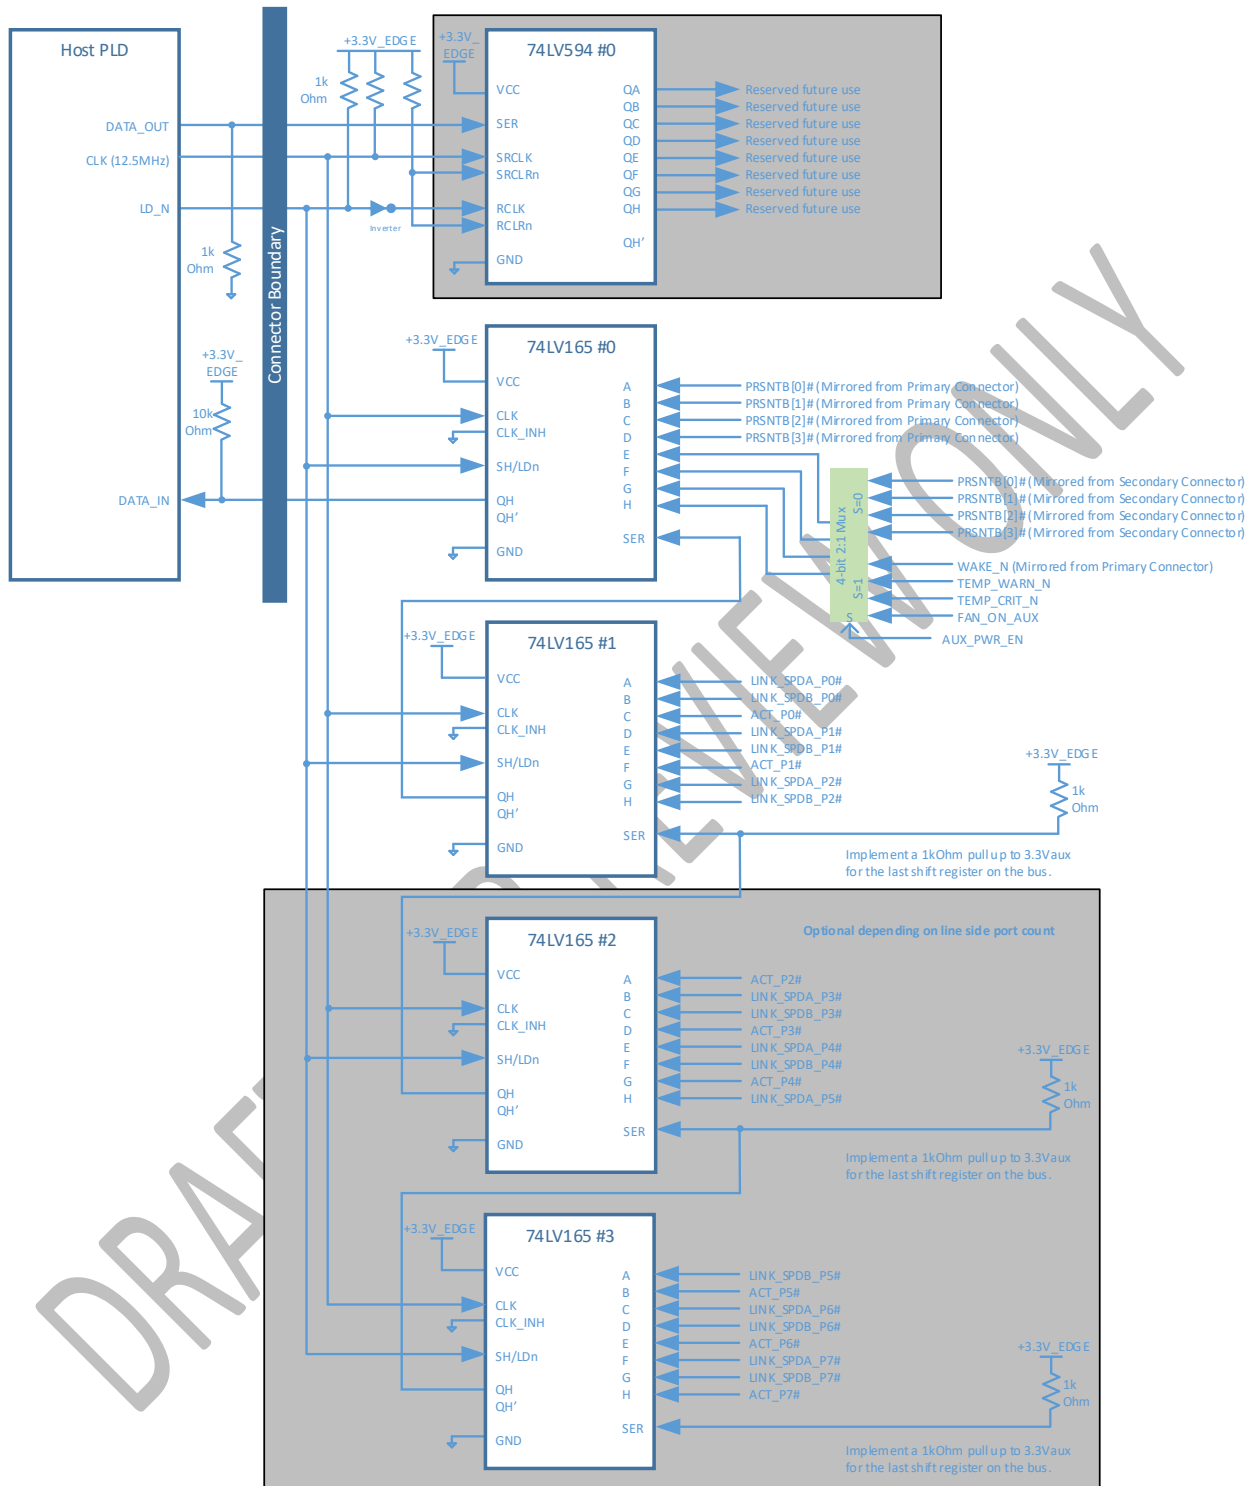 Host PLD
DATA_OUT
CLK (12.5MHz)
LD_N
1k
Ohm
+3.3V_
EDGE
10k
Ohm
DATA_IN
Connector Boundary
+3.3V_EDGE
1k
Ohm
Inverter
+3.3V_
EDGE
74LV594 #0
VCC
SER
SRCLK
SRCLRn
RCLK
RCLRn
GND
QA
QB
QC
QD
QE
QF
QG
QH
QH’
Reserved future use
Reserved future use
Reserved future use
Reserved future use
Reserved future use
Reserved future use
Reserved future use
Reserved future use
+3.3V_EDGE
74LV165 #0
VCC
CLK
CLK_INH
SH/LDn
QH
QH’
GND
A
B
C
D
E
F
G
H
SER
PRSNTB[0]# (Mirrored from Primary Connector)
PRSNTB[1]# (Mirrored from Primary Connector)
PRSNTB[2]# (Mirrored from Primary Connector)
PRSNTB[3]# (Mirrored from Primary Connector)
4-bit 2:1 Mux
S=0
S=1
S
PRSNTB[0]# (Mirrored from Secondary Connector)
PRSNTB[1]# (Mirrored from Secondary Connector)
PRSNTB[2]# (Mirrored from Secondary Connector)
PRSNTB[3]# (Mirrored from Secondary Connector)
WAKE_N (Mirrored from Primary Connector)
TEMP_WARN_N
TEMP_CRIT_N
FAN_ON_AUX
AUX_PWR_EN
+3.3V_EDGE
74LV165 #1
VCC
CLK
CLK_INH
SH/LDn
QH
QH’
GND
A
B
C
D
E
F
G
H
SER
LINK_SPDA_P0#
LINK_SPDB_P0#
ACT_P0#
LINK_SPDA_P1#
LINK_SPDB_P1#
ACT_P1#
LINK_SPDA_P2#
LINK_SPDB_P2#
+3.3V_EDGE
1k
Ohm
Implement a 1kOhm pull up to 3.3Vaux
for the last shift register on the bus.
Optional depending on line side port count
+3.3V_EDGE
74LV165 #2
VCC
CLK
CLK_INH
SH/LDn
QH
QH’
GND
A
B
C
D
E
F
G
H
SER
ACT_P2#
LINK_SPDA_P3#
LINK_SPDB_P3#
ACT_P3#
LINK_SPDA_P4#
LINK_SPDB_P4#
ACT_P4#
LINK_SPDA_P5#
+3.3V_EDGE
1k
Ohm
Implement a 1kOhm pull up to 3.3Vaux
for the last shift register on the bus.
+3.3V_EDGE
74LV165 #3
VCC
CLK
CLK_INH
SH/LDn
QH
QH’
GND
A
B
C
D
E
F
G
H
SER
LINK_SPDB_P5#
ACT_P5#
LINK_SPDA_P6#
LINK_SPDB_P6#
ACT_P6#
LINK_SPDA_P7#
LINK_SPDB_P7#
ACT_P7#
+3.3V_EDGE
1k
Ohm
Implement a 1kOhm pull up to 3.3Vaux
for the last shift register on the bus.